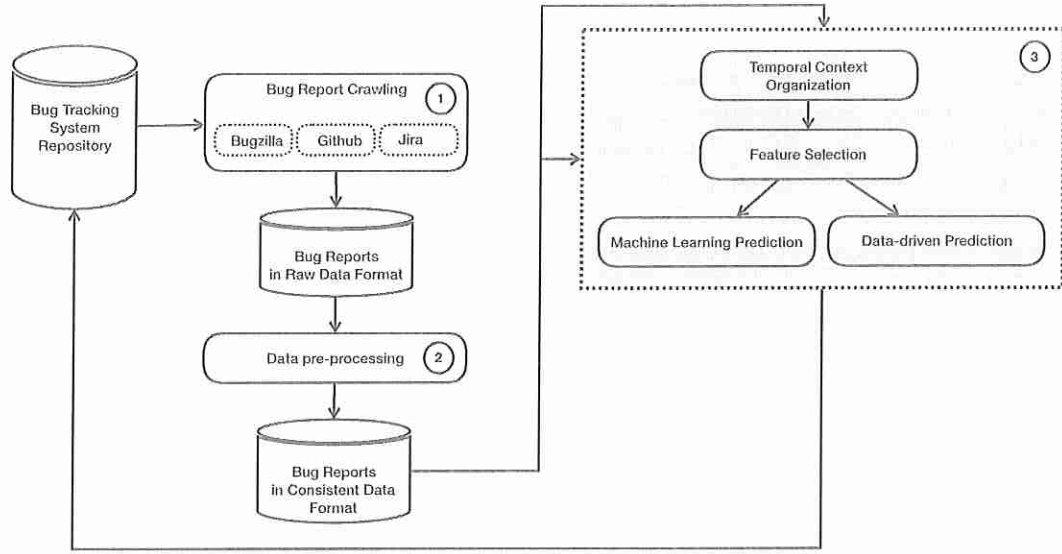 Bug Tracking
System
Repository
Bug Report Crawling
1
Bugzilla
Github
Jira
Bug Reports
in Raw Data Format
Data pre-processing
2
Bug Reports
in Consistent Data
Format
3
Temporal Context
Organization
Feature Selection
Machine Learning Prediction
Data-driven Prediction